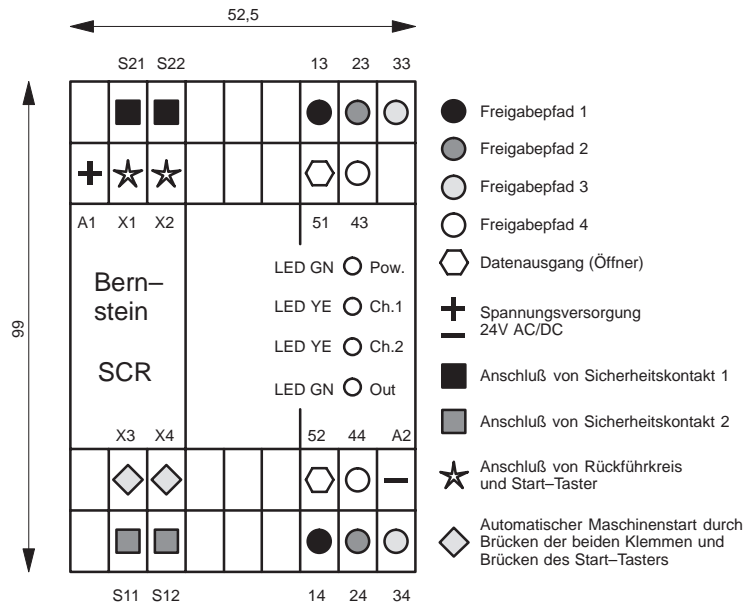 52,5
S21 S22 13 23 33
Freigabepfad 1
Freigabepfad 2
Freigabepfad 3
Freigabepfad 4
A1 X1 X2 51 43
Datenausgang (Öffner)
LED GN Pow.
Bern–
stein
LED YE Ch.1
Spannungsversorgung
24V AC/DC
99
LED YE Ch.2
SCR
LED GN Out
Anschluß von Sicherheitskontakt 1
Anschluß von Sicherheitskontakt 2
X3 X4 52 44 A2
Anschluß von Rückführkreis
und Start–Taster
Automatischer Maschinenstart durch
Brücken der beiden Klemmen und
Brücken des Start–Tasters
S11 S12 14 24 34